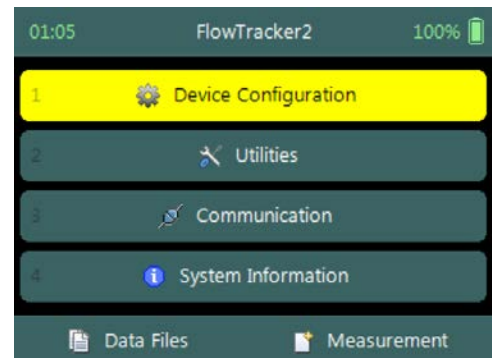 01:05 FlowTracker2 100%
1 Device Configuration
2 Utilities
3 Communication
4 System Information
Data Files Measurement